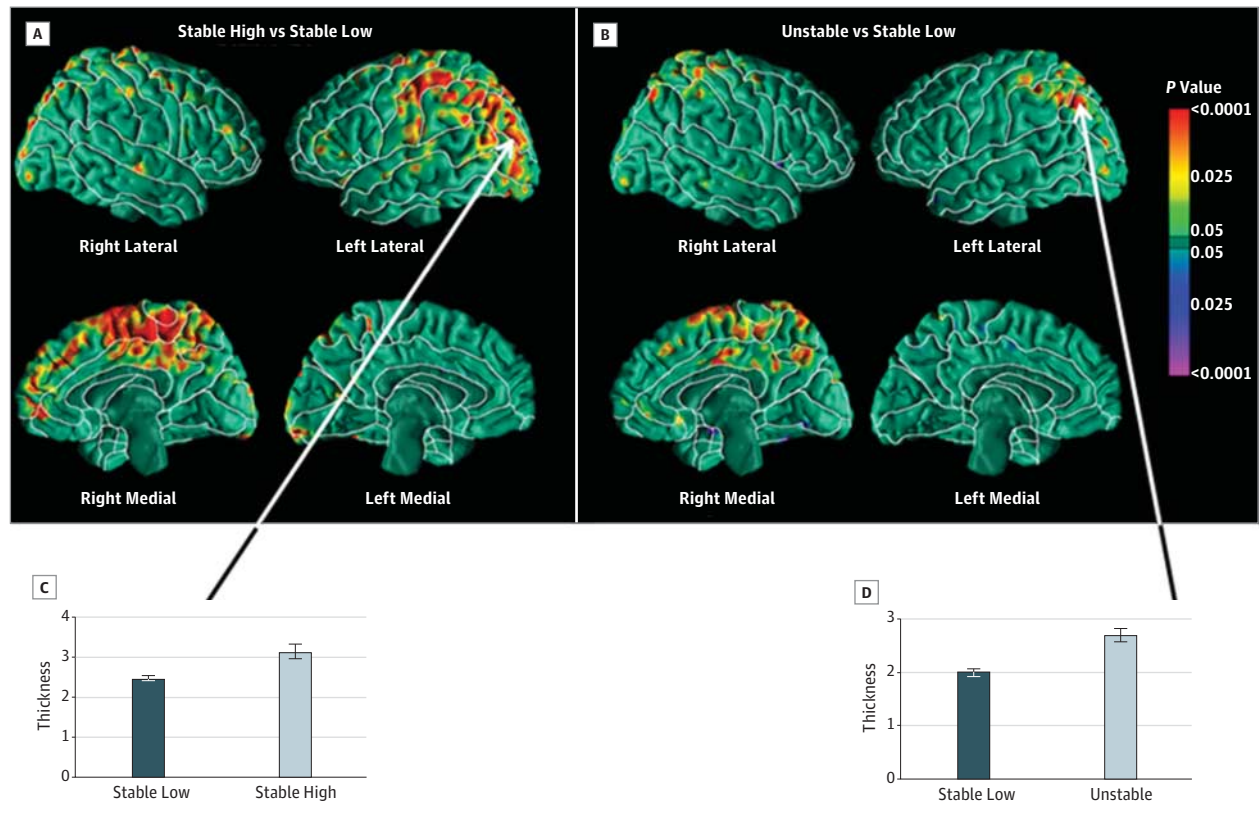 A
Stable High vs Stable Low
Right Lateral
Left Lateral
Right Medial
Left Medial
B
Unstable vs Stable Low
Right Lateral
Left Lateral
Right Medial
Left Medial
P Value
<0.0001
0.025
0.05
0.05
0.025
<0.0001
C
Thickness
4
3
2
1
0
Stable Low
Stable High
D
Thickness
3
2
1
0
Stable Low
Unstable